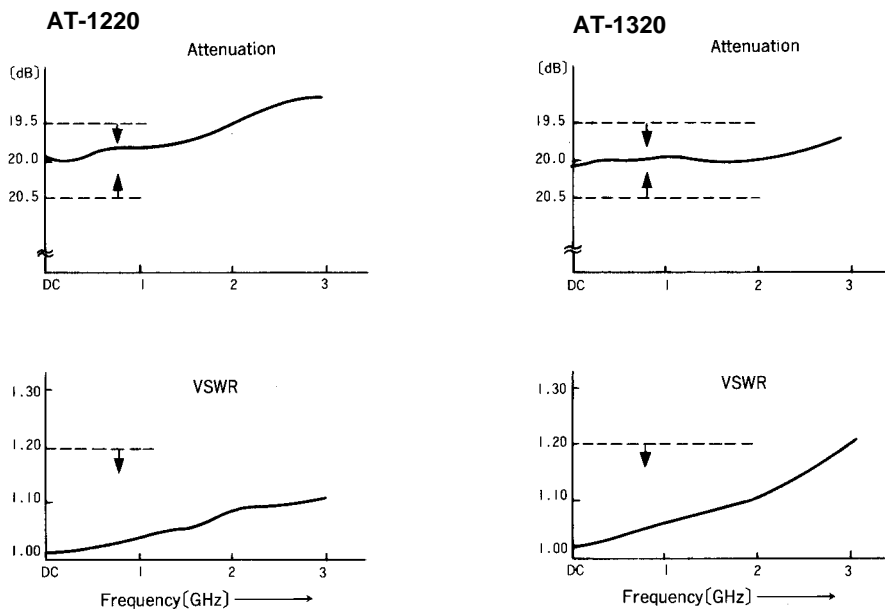 AT-1220
Attenuation
[dB]
19.5
20.0
20.5
DC 1 2 3
AT-1320
Attenuation
[dB]
19.5
20.0
20.5
DC 1 2 3
VSWR
1.30
1.20
1.10
1.00
DC 1 2 3
Frequency[GHz]
VSWR
1.30
1.20
1.10
1.00
DC 1 2 3
Frequency[GHz]